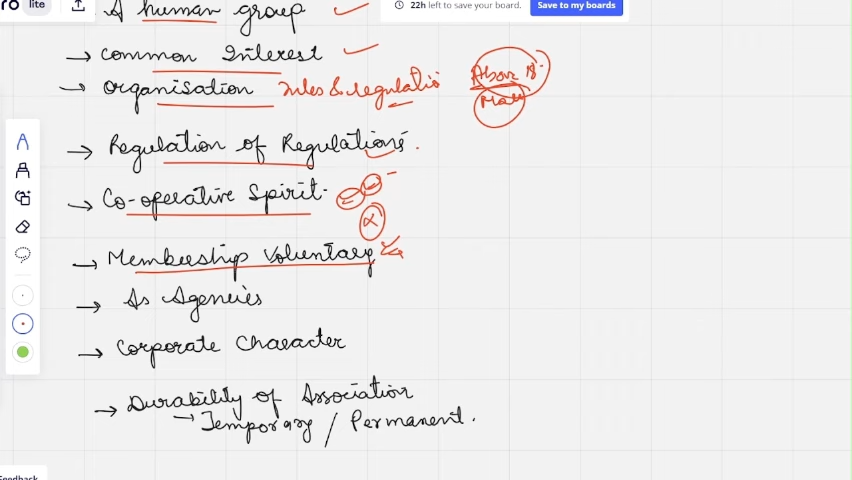 ro lite 22h left to save your board. Save to my boards
A human group
→ Common Interest
→ Organisation rules & regulatio Above 18
Male
→ Regulation of Regulations.
→ Co-operative Spirit.
→ Membership Voluntary
→ As Agencies
→ Corporate Character
→ Durability of Association
→ Temporary / Permanent.
Feedback